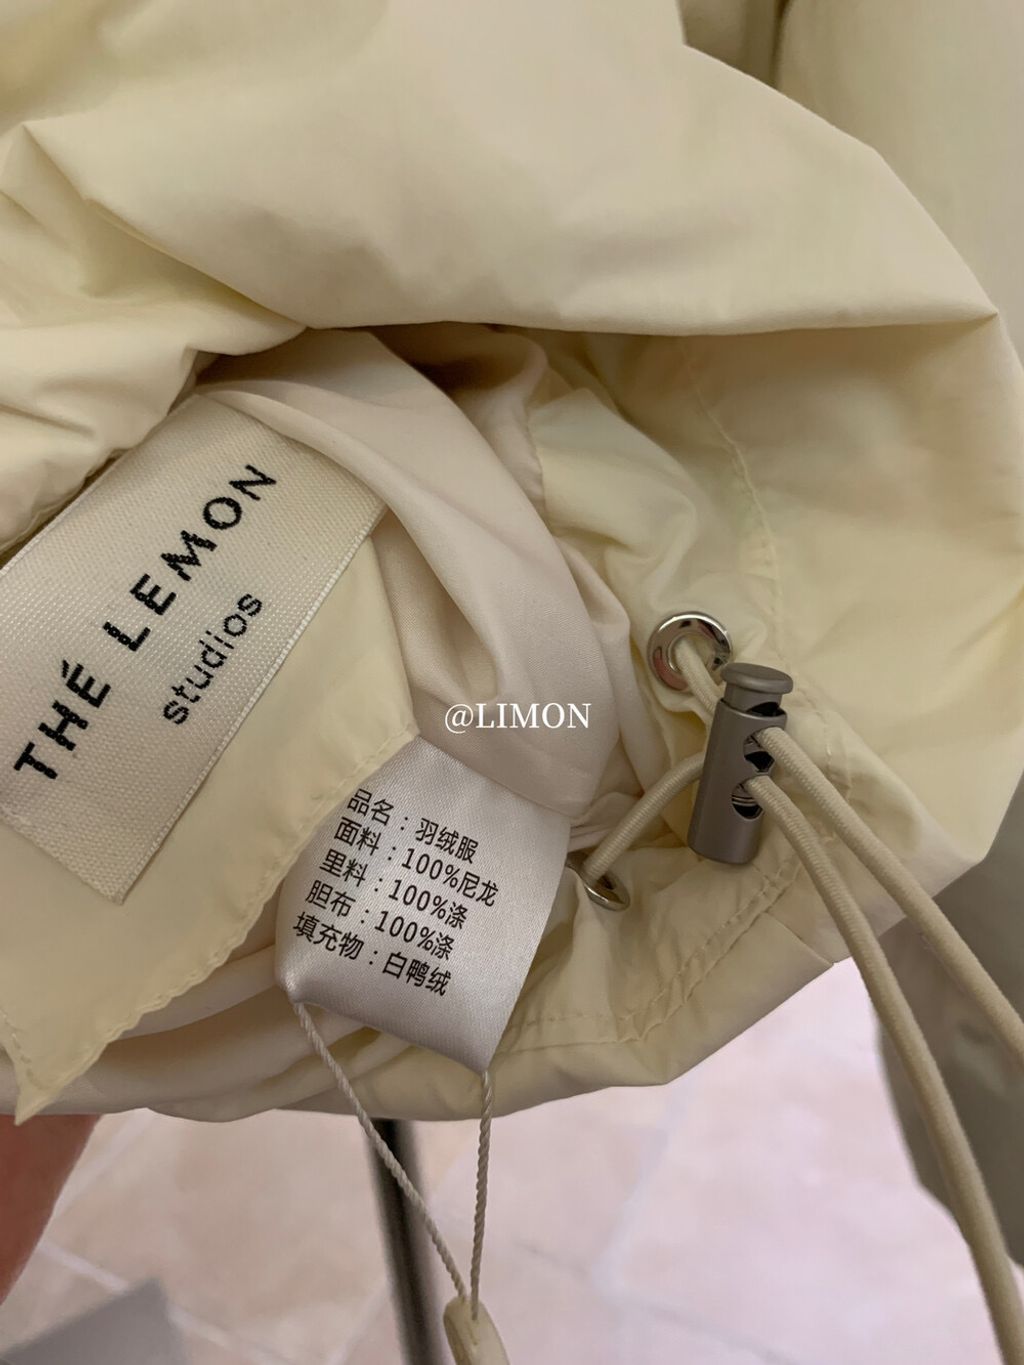 THÉ LEMON
studios
@LIMON
品名：羽绒服
面料：100%尼龙
里料：100%涤
胆布：100%涤
填充物：白鸭绒